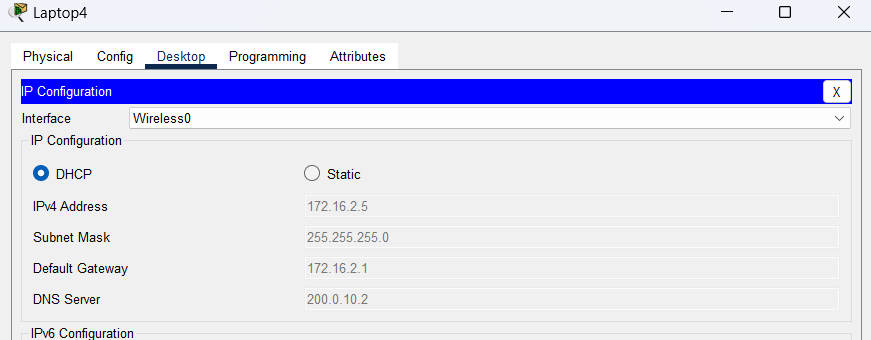 Laptop4
Physical Config Desktop Programming Attributes
IP Configuration X
Interface Wireless0
IP Configuration
DHCP Static
IPv4 Address 172.16.2.5
Subnet Mask 255.255.255.0
Default Gateway 172.16.2.1
DNS Server 200.0.10.2
IPv6 Configuration